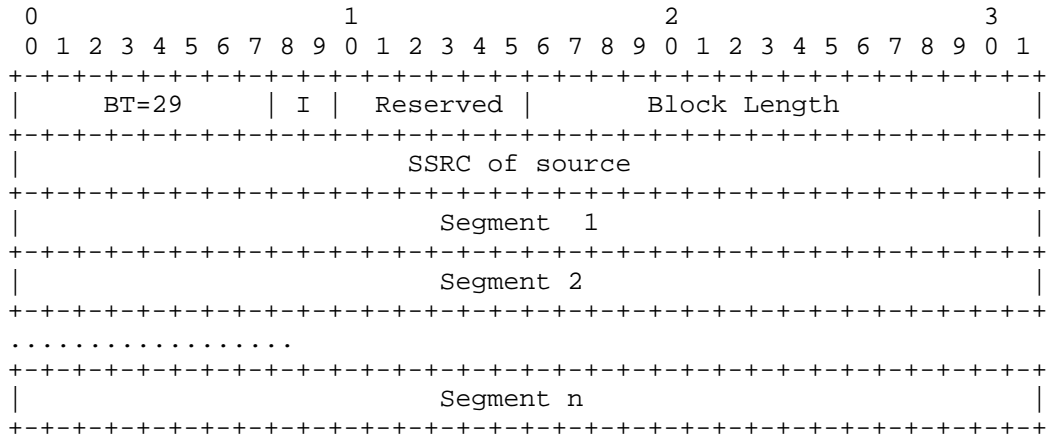 0                   1                   2                   3
 0 1 2 3 4 5 6 7 8 9 0 1 2 3 4 5 6 7 8 9 0 1 2 3 4 5 6 7 8 9 0 1
+-+-+-+-+-+-+-+-+-+-+-+-+-+-+-+-+-+-+-+-+-+-+-+-+-+-+-+-+-+-+-+-+
|     BT=29     | I |  Reserved |       Block Length            |
+-+-+-+-+-+-+-+-+-+-+-+-+-+-+-+-+-+-+-+-+-+-+-+-+-+-+-+-+-+-+-+-+
|                        SSRC of source                         |
+-+-+-+-+-+-+-+-+-+-+-+-+-+-+-+-+-+-+-+-+-+-+-+-+-+-+-+-+-+-+-+-+
|                          Segment  1                           |
+-+-+-+-+-+-+-+-+-+-+-+-+-+-+-+-+-+-+-+-+-+-+-+-+-+-+-+-+-+-+-+-+
|                          Segment 2                            |
+-+-+-+-+-+-+-+-+-+-+-+-+-+-+-+-+-+-+-+-+-+-+-+-+-+-+-+-+-+-+-+-+
..................
+-+-+-+-+-+-+-+-+-+-+-+-+-+-+-+-+-+-+-+-+-+-+-+-+-+-+-+-+-+-+-+-+
|                          Segment n                            |
+-+-+-+-+-+-+-+-+-+-+-+-+-+-+-+-+-+-+-+-+-+-+-+-+-+-+-+-+-+-+-+-+